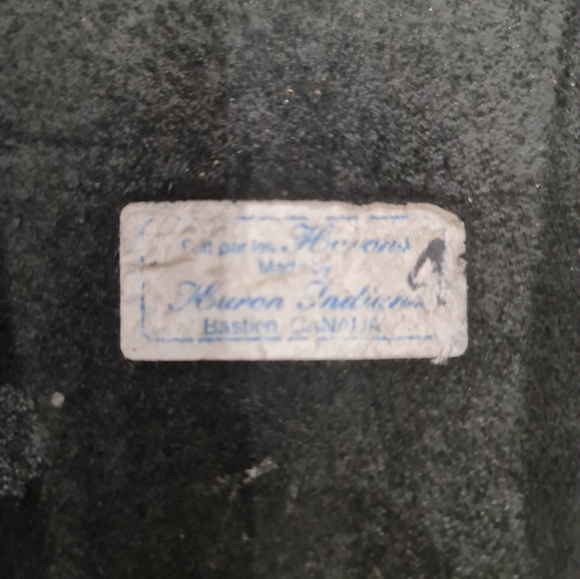 Fait par les Hurons
Made by
Huron Indians
Bastien CANADA